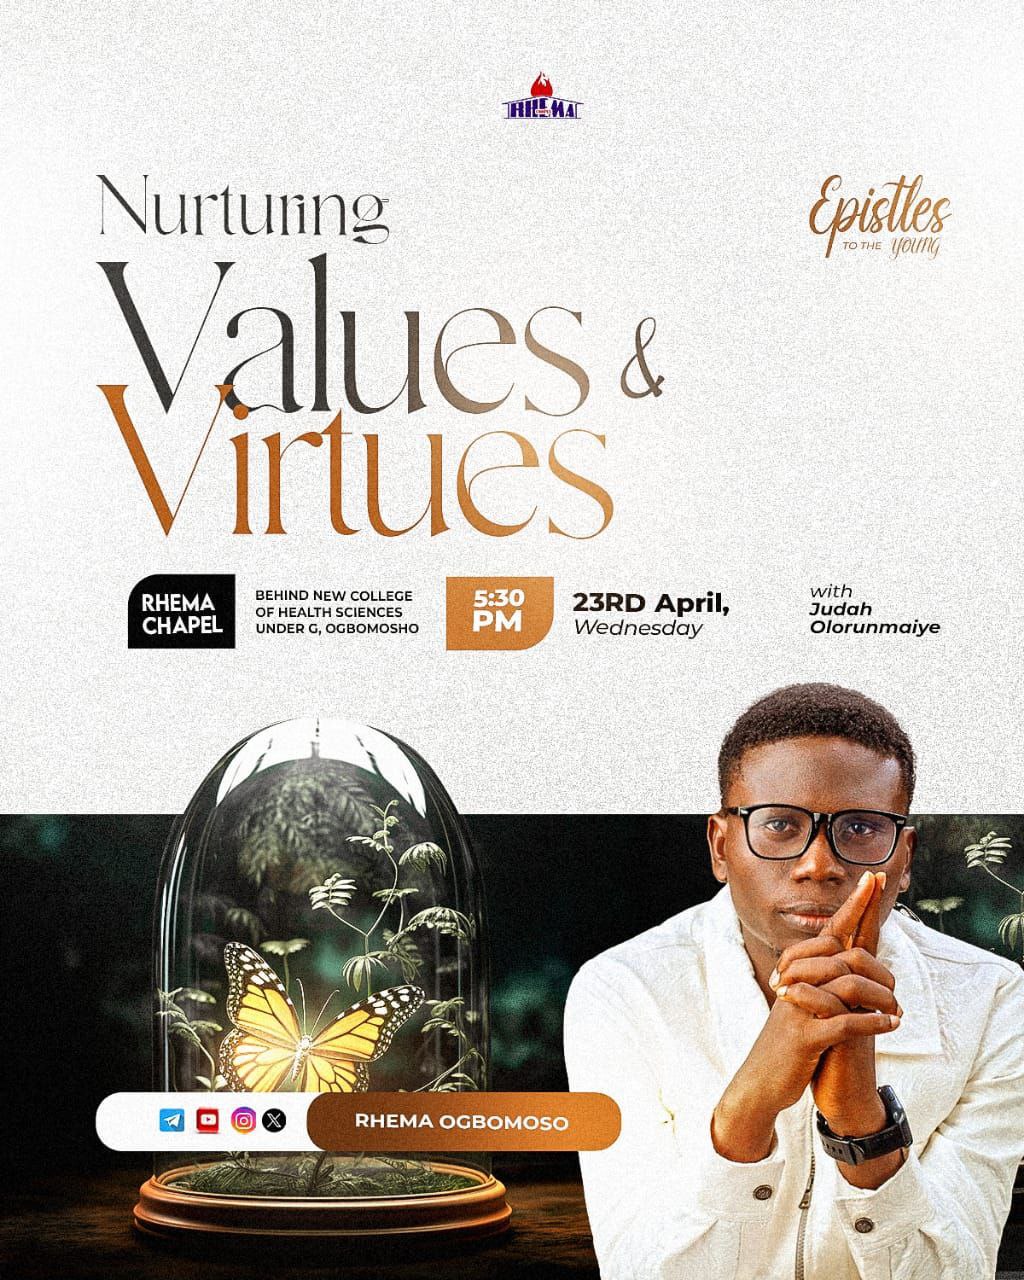 RHEMA
Nurturing
Epistles
TO THE YOUNG
Values &
Virtues
RHEMA
CHAPEL
BEHIND NEW COLLEGE
OF HEALTH SCIENCES
UNDER G, OGBOMOSHO
5:30
PM
23RD April,
Wednesday
with
Judah
Olorunmaiye
RHEMA OGBOMOSO